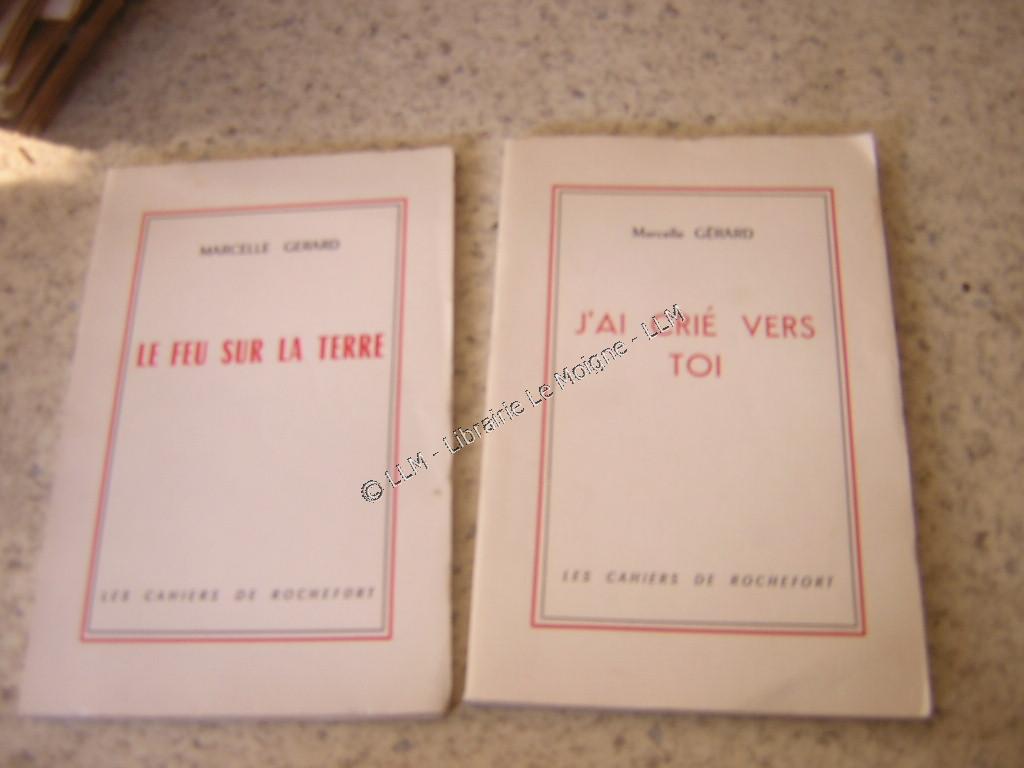 MARCELLE GERARD
LE FEU SUR LA TERRE
LES CAHIERS DE ROCHEFORT
Marcelle GÉRARD
J'AI CRIÉ VERS
TOI
LES CAHIERS DE ROCHEFORT
© LLM - Librairie Le Moigne - LLM